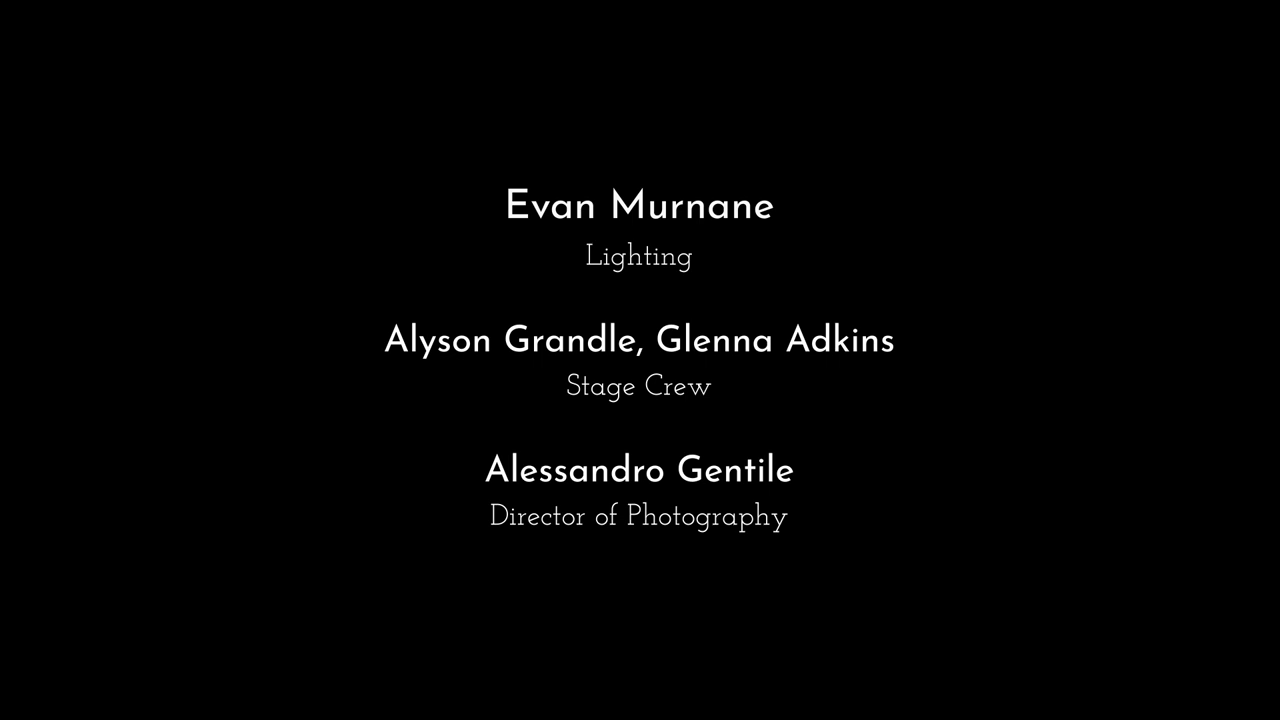 Evan Murnane
Lighting
Alyson Grandle, Glenna Adkins
Stage Crew
Alessandro Gentile
Director of Photography